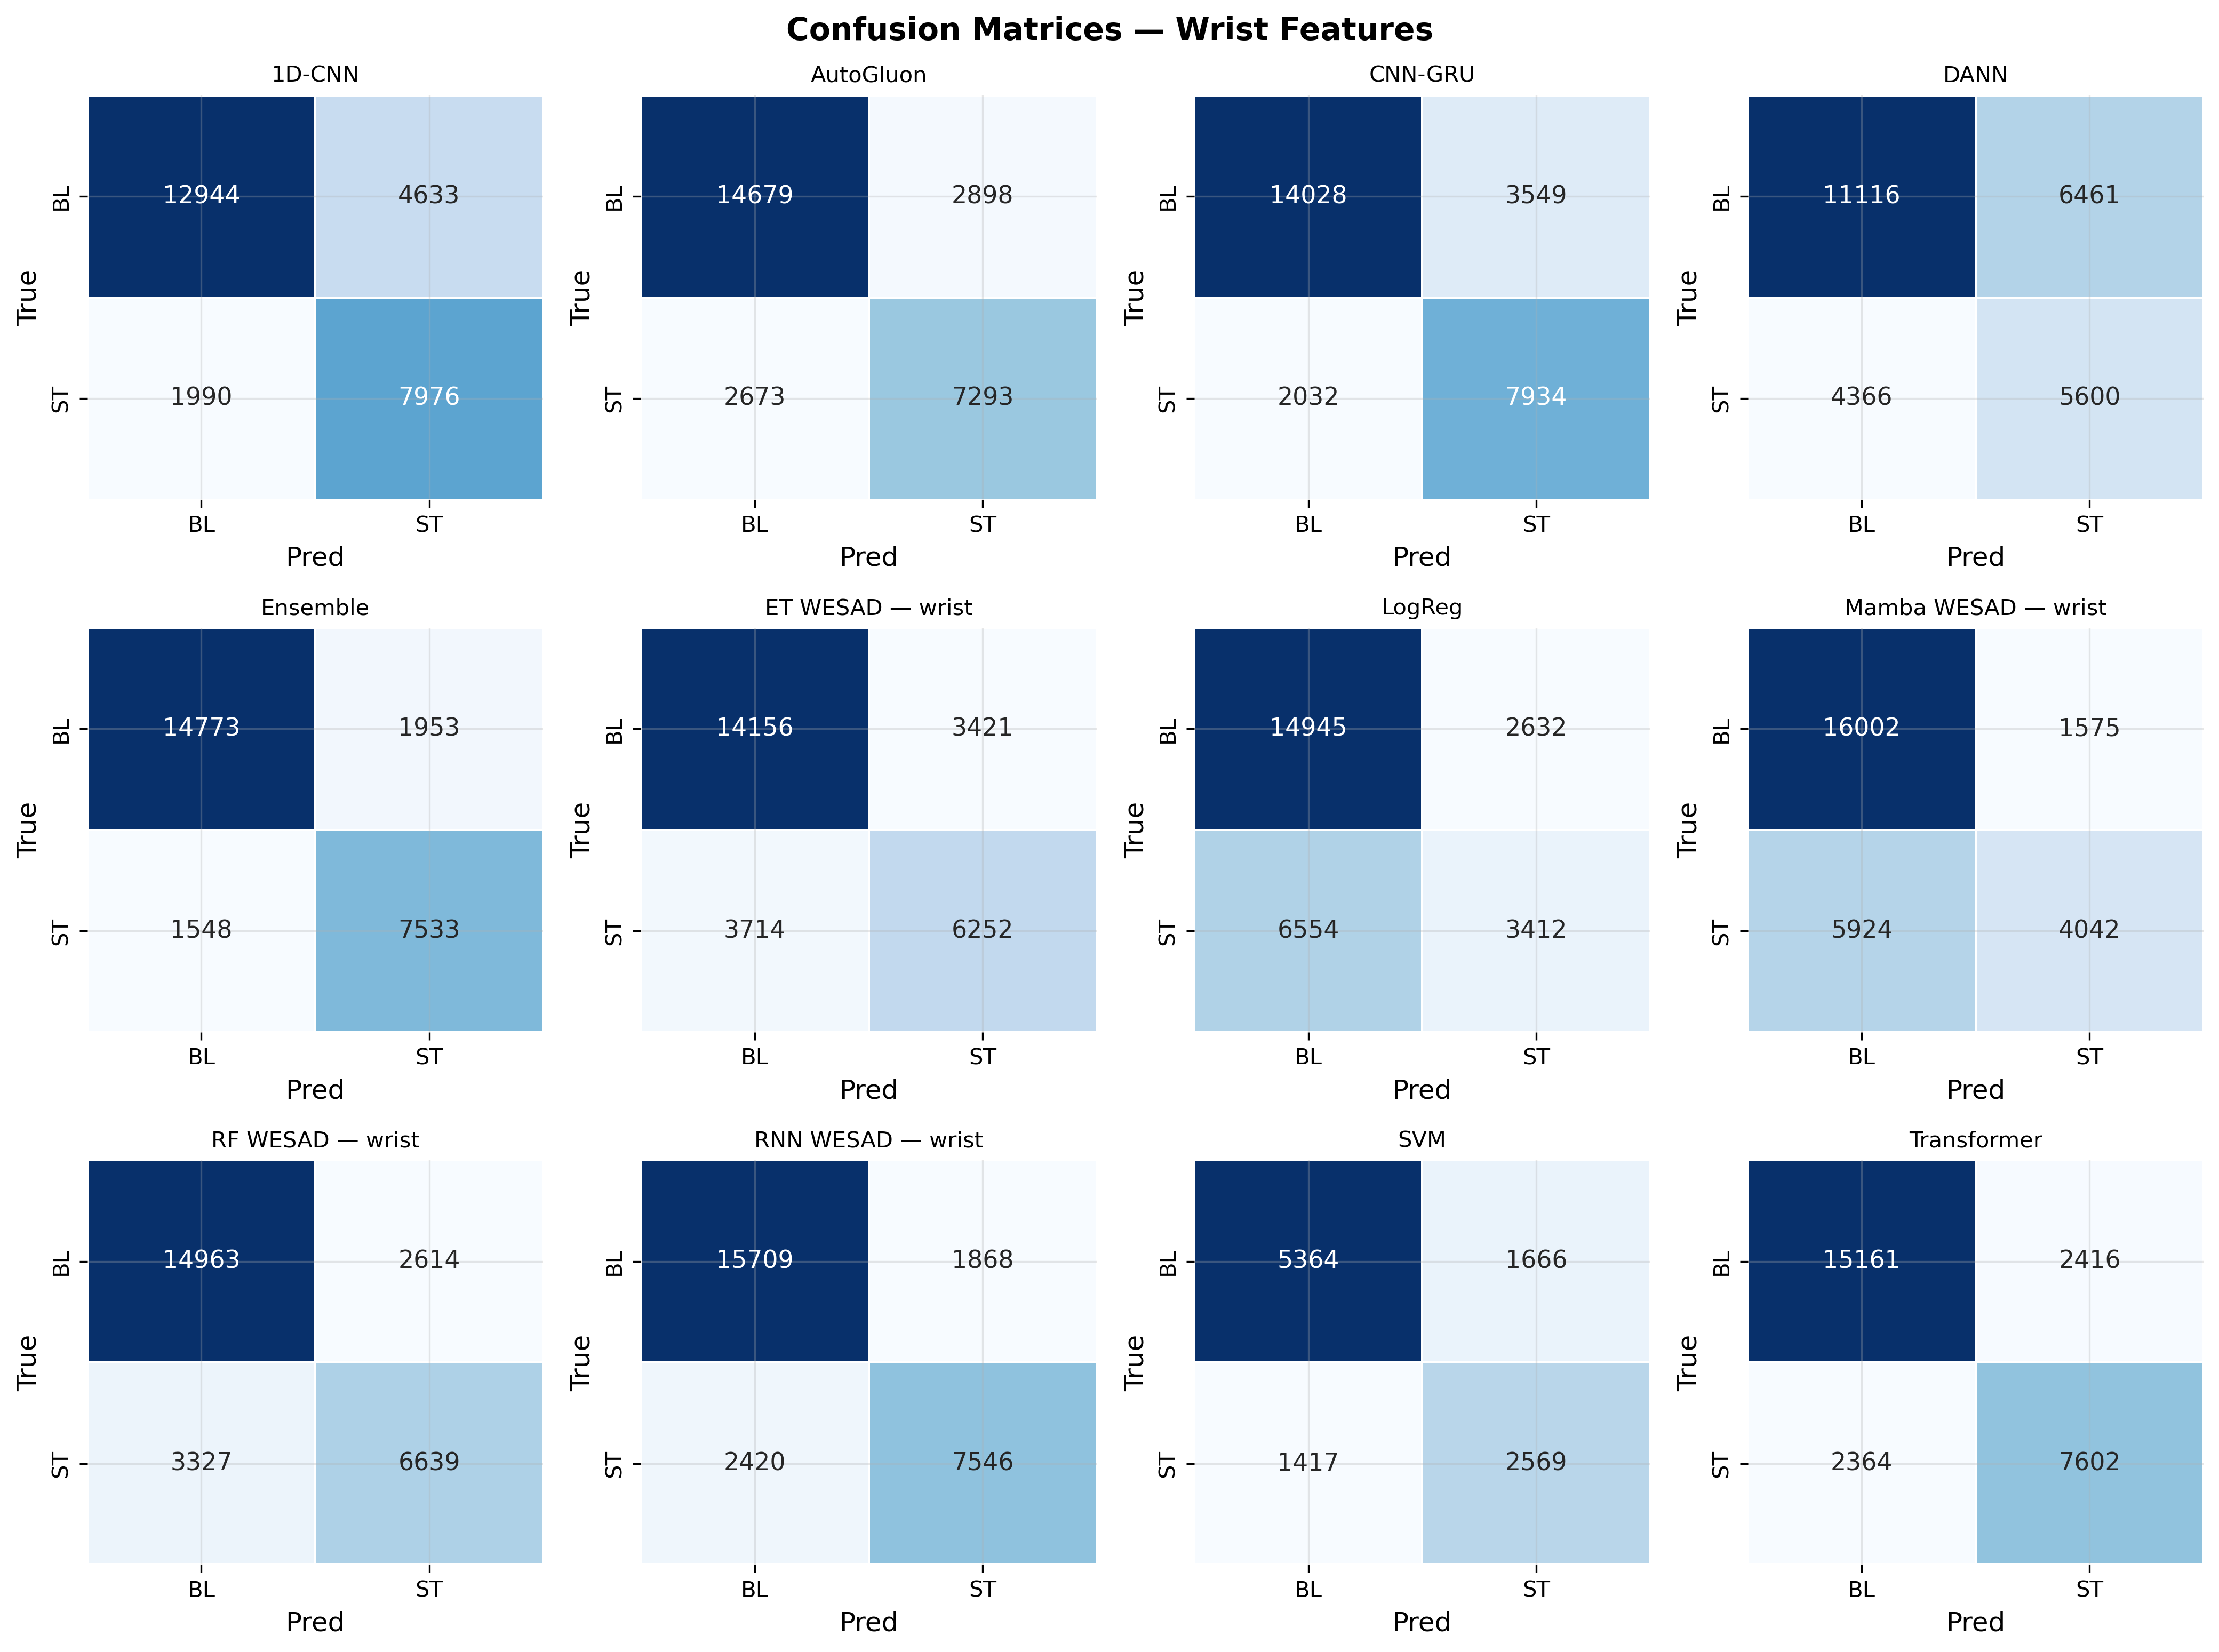 Confusion Matrices — Wrist Features
1D-CNN
BL 12944 4633
ST 1990 7976
BL ST
True
Pred
AutoGluon
BL 14679 2898
ST 2673 7293
BL ST
True
Pred
CNN-GRU
BL 14028 3549
ST 2032 7934
BL ST
True
Pred
DANN
BL 11116 6461
ST 4366 5600
BL ST
True
Pred
Ensemble
BL 14773 1953
ST 1548 7533
BL ST
True
Pred
ET WESAD — wrist
BL 14156 3421
ST 3714 6252
BL ST
True
Pred
LogReg
BL 14945 2632
ST 6554 3412
BL ST
True
Pred
Mamba WESAD — wrist
BL 16002 1575
ST 5924 4042
BL ST
True
Pred
RF WESAD — wrist
BL 14963 2614
ST 3327 6639
BL ST
True
Pred
RNN WESAD — wrist
BL 15709 1868
ST 2420 7546
BL ST
True
Pred
SVM
BL 5364 1666
ST 1417 2569
BL ST
True
Pred
Transformer
BL 15161 2416
ST 2364 7602
BL ST
True
Pred